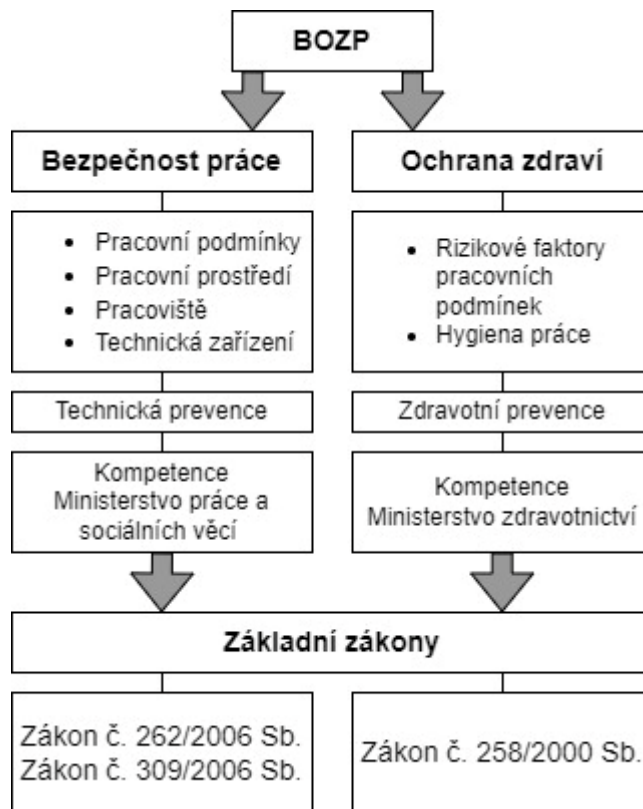 BOZP
Bezpečnost práce
Ochrana zdraví
• Pracovní podmínky
• Pracovní prostředí
• Pracoviště
• Technická zařízení
• Rizikové faktory
pracovních
podmínek
• Hygiena práce
Technická prevence
Zdravotní prevence
Kompetence
Ministerstvo práce a
sociálních věcí
Kompetence
Ministerstvo zdravotnictví
Základní zákony
Zákon č. 262/2006 Sb.
Zákon č. 309/2006 Sb.
Zákon č. 258/2000 Sb.